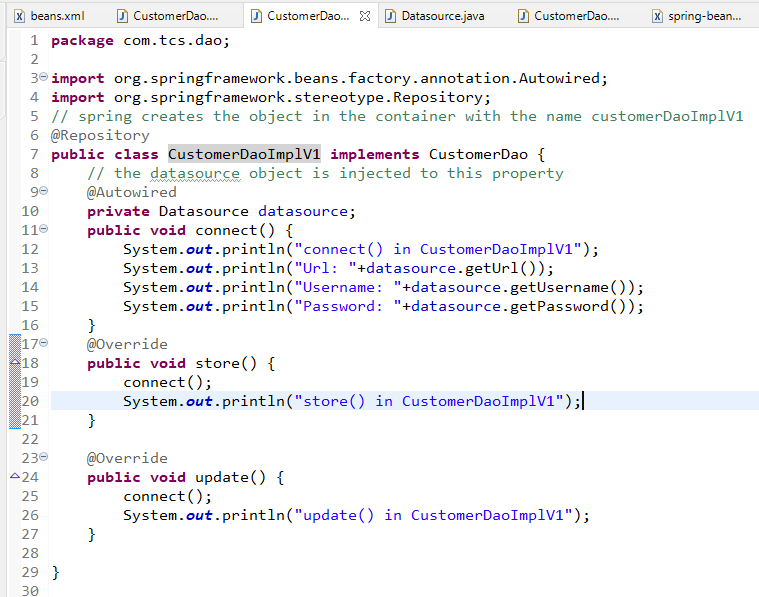 beans.xml CustomerDao.... CustomerDao... Datasource.java CustomerDao.... spring-bean...
1 package com.tcs.dao;
2
3 import org.springframework.beans.factory.annotation.Autowired;
4 import org.springframework.stereotype.Repository;
5 // spring creates the object in the container with the name customerDaoImplV1
6 @Repository
7 public class CustomerDaoImplV1 implements CustomerDao {
8     // the datasource object is injected to this property
9     @Autowired
10     private Datasource datasource;
11     public void connect() {
12         System.out.println("connect() in CustomerDaoImplV1");
13         System.out.println("Url: "+datasource.getUrl());
14         System.out.println("Username: "+datasource.getUsername());
15         System.out.println("Password: "+datasource.getPassword());
16     }
17     @Override
18     public void store() {
19         connect();
20         System.out.println("store() in CustomerDaoImplV1");
21     }
22
23     @Override
24     public void update() {
25         connect();
26         System.out.println("update() in CustomerDaoImplV1");
27     }
28
29 }
30